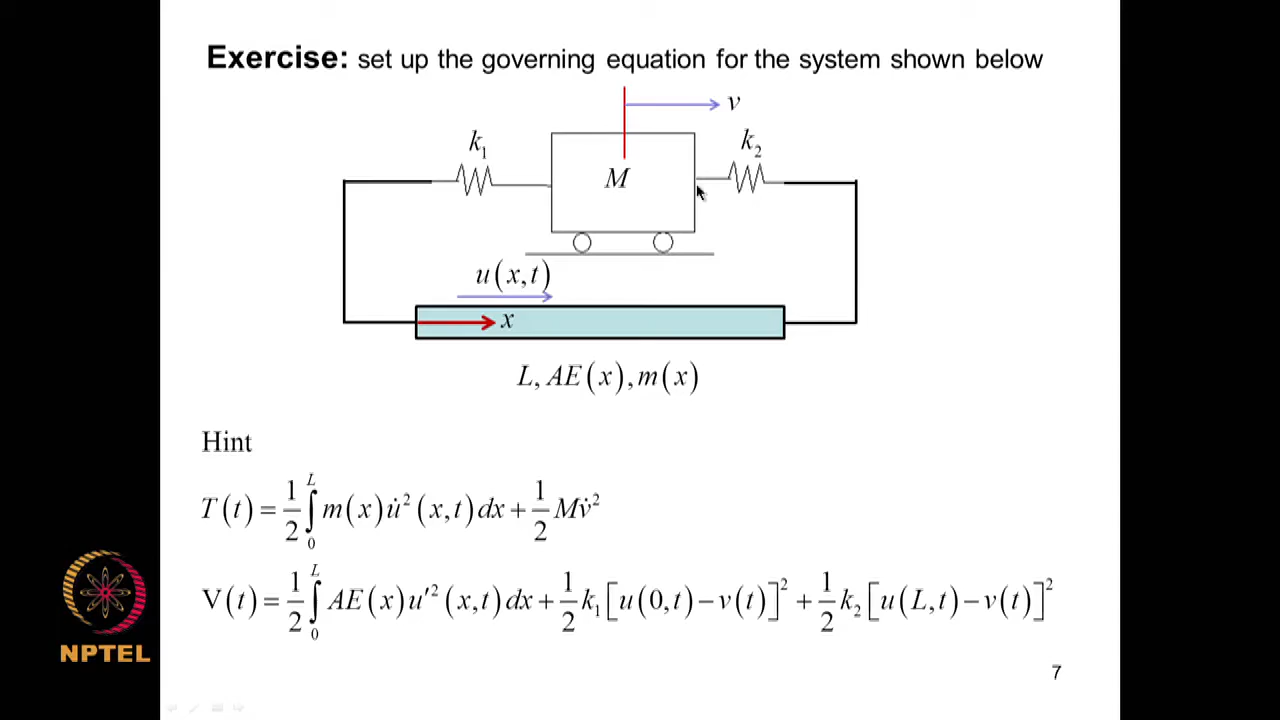 Exercise: set up the governing equation for the system shown below
v
k₁
k₂
M
u(x,t)
x
L, AE(x), m(x)
Hint
T(t) = 1/2 ∫₀ᴸ m(x) u̇²(x,t) dx + 1/2 M v̇²
V(t) = 1/2 ∫₀ᴸ AE(x) u′²(x,t) dx + 1/2 k₁ [u(0,t) − v(t)]² + 1/2 k₂ [u(L,t) − v(t)]²
NPTEL
7